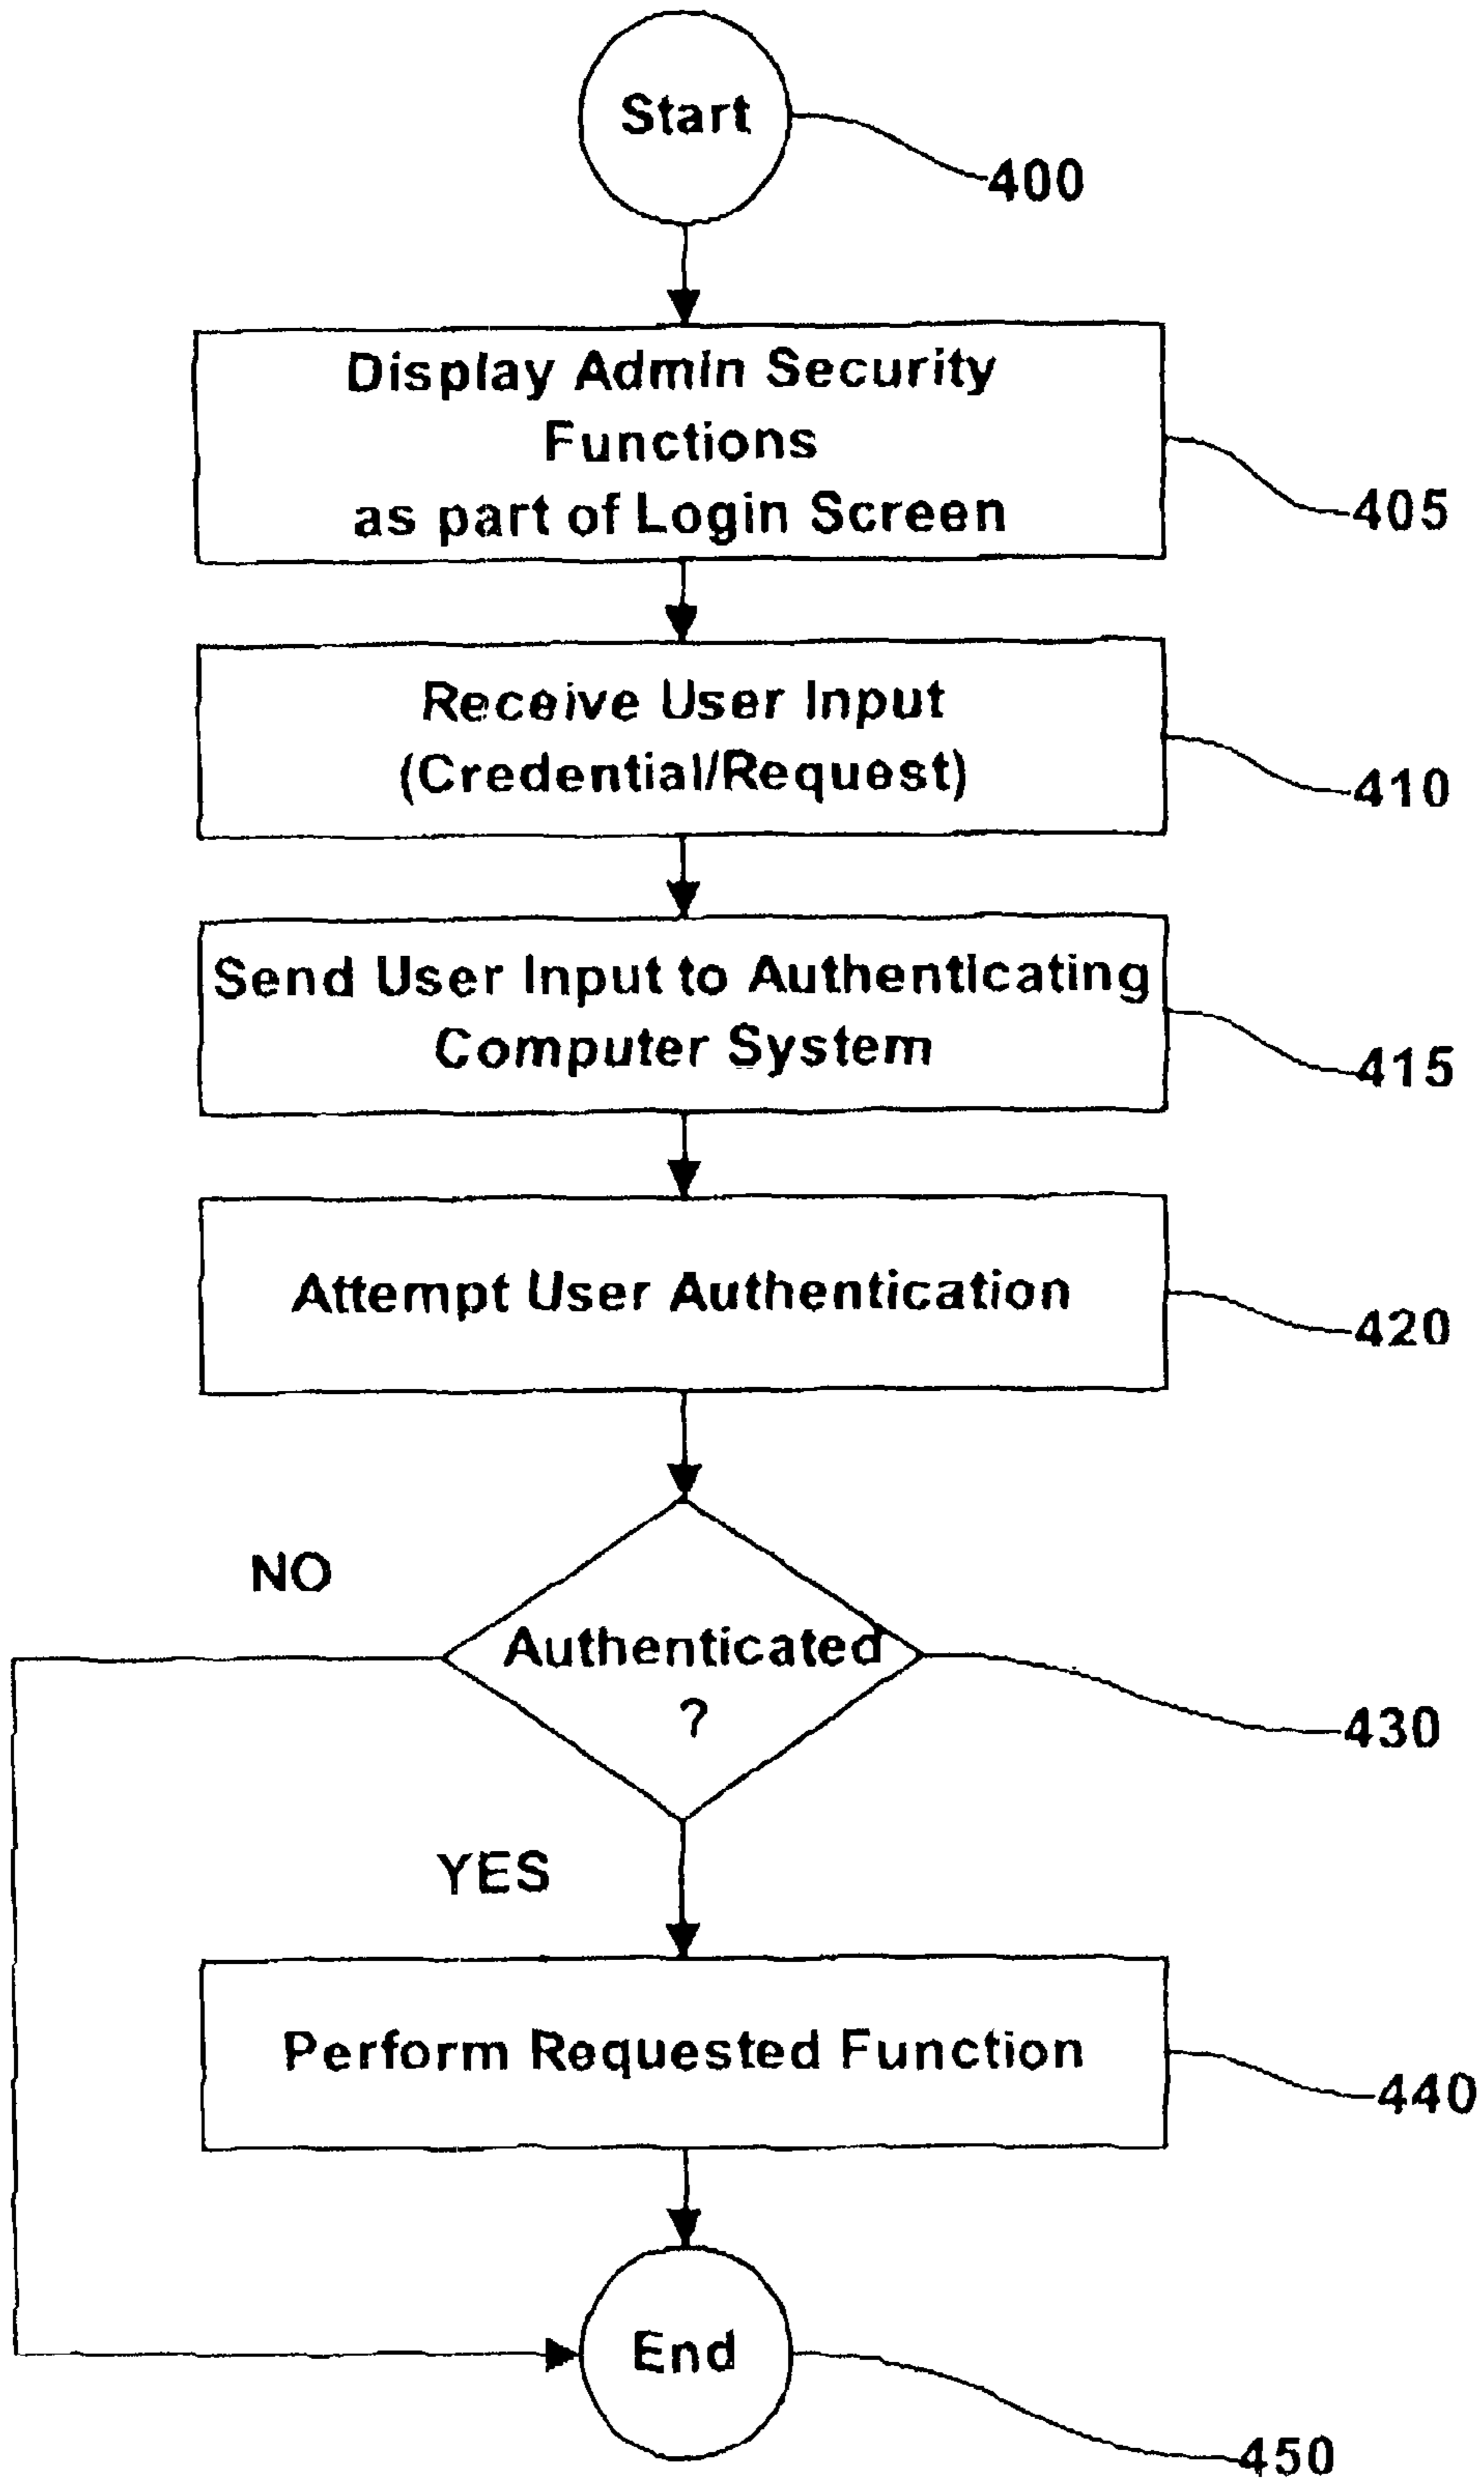 Start
400
Display Admin Security
Functions
as part of Login Screen
405
Receive User Input
(Credential/Request)
410
Send User Input to Authenticating
Computer System
415
Attempt User Authentication
420
NO
Authenticated
?
430
YES
Perform Requested Function
440
End
450